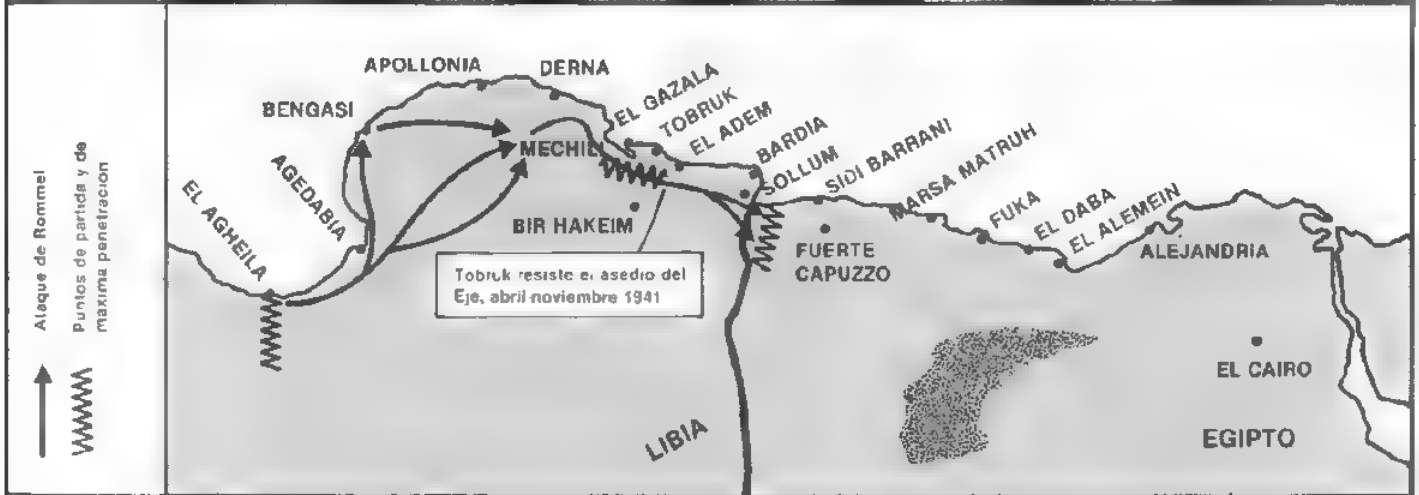 Ataque de Rommel
Puntos de partida y de
maxima penetracion
APOLLONIA
DERNA
BENGASI
EL GAZALA
TOBRUK
EL ADEM
MECHILI
BARDIA
SOLLUM
SIDI BARRANI
AGEDABIA
MARSA MATRUH
EL AGHEILA
BIR HAKEIM
FUKA
EL DABA
EL ALEMEIN
FUERTE
CAPUZZO
ALEJANDRIA
Tobruk resiste el asedio del
Eje, abril-noviembre 1941
EL CAIRO
LIBIA
EGIPTO